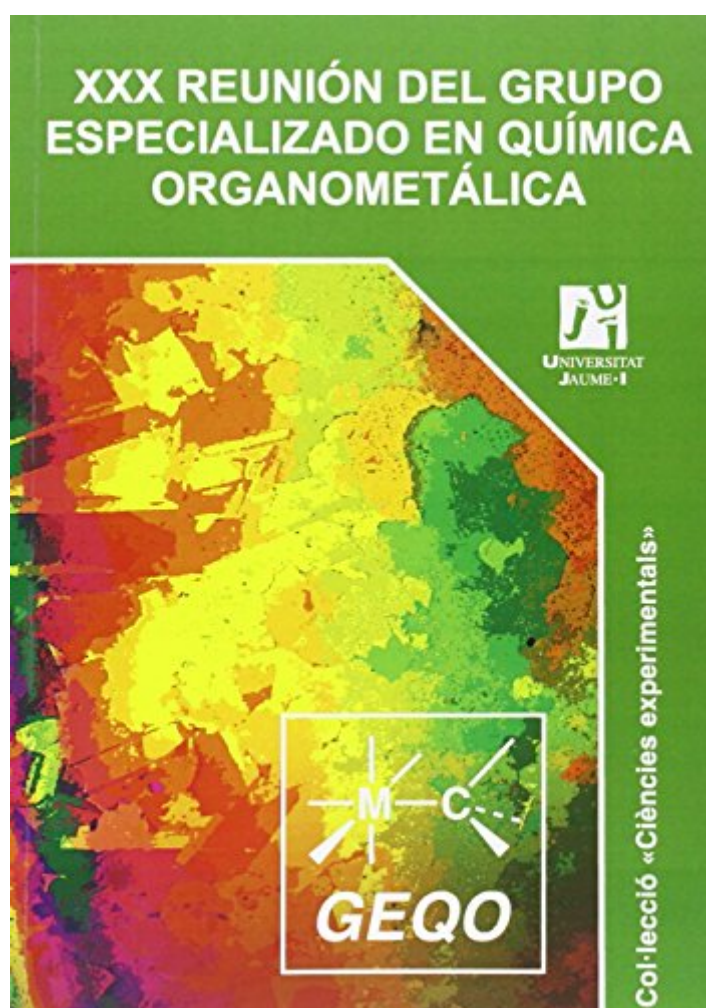 XXX REUNIÓN DEL GRUPO
ESPECIALIZADO EN QUÍMICA
ORGANOMETÁLICA
UNIVERSITAT
JAUME·I
Col·lecció «Ciències experimentals»
M C
GEQO